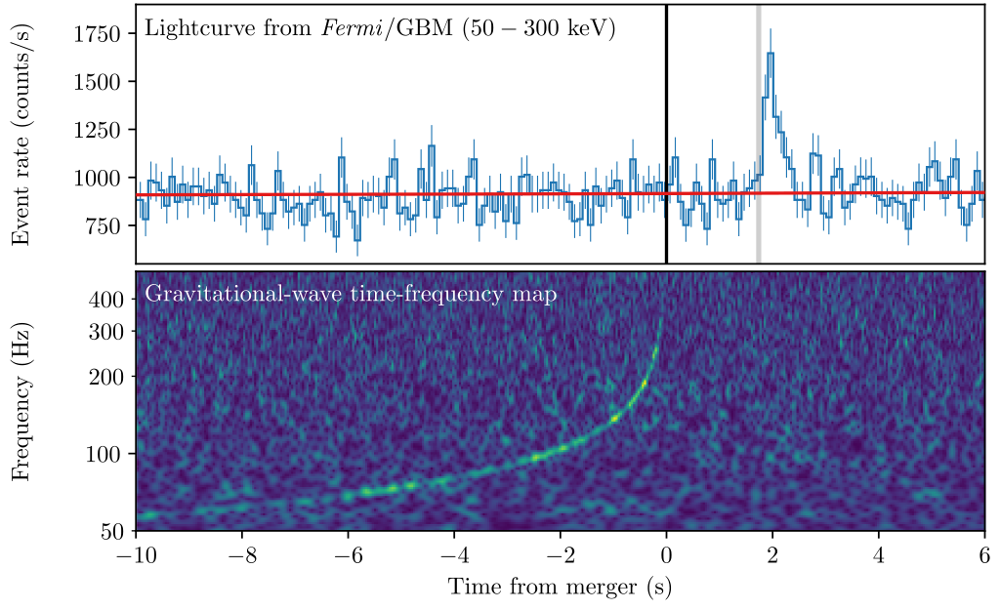 Lightcurve from Fermi/GBM (50 − 300 keV)
Event rate (counts/s)
1750
1500
1250
1000
750
Gravitational-wave time-frequency map
Frequency (Hz)
400
300
200
100
50
−10 −8 −6 −4 −2 0 2 4 6
Time from merger (s)